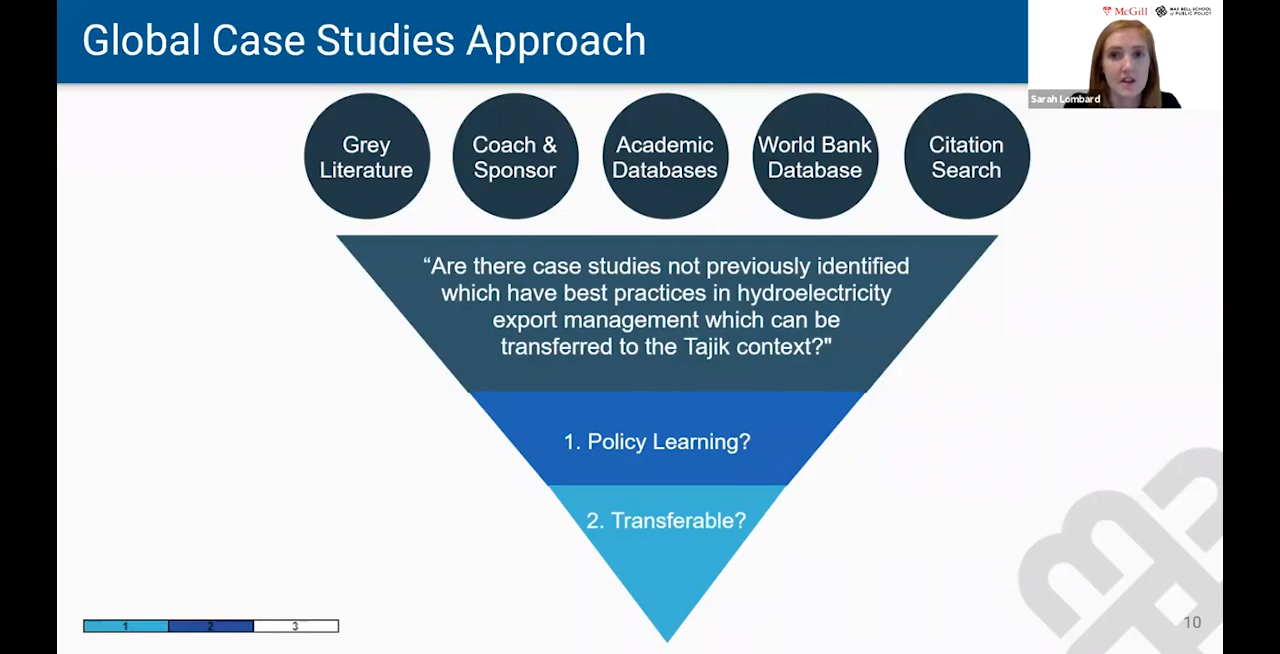 Global Case Studies Approach
McGill
MAX BELL SCHOOL
of PUBLIC POLICY
Sarah Lombard
Grey
Literature
Coach &
Sponsor
Academic
Databases
World Bank
Database
Citation
Search
“Are there case studies not previously identified
which have best practices in hydroelectricity
export management which can be
transferred to the Tajik context?"
1. Policy Learning?
2. Transferable?
1
2
3
10